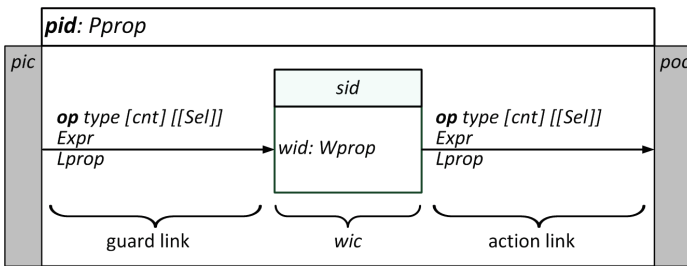 pid: Pprop
pic
poc
sid
op type [cnt] [[Sel]]
Expr
Lprop
wid: Wprop
op type [cnt] [[Sel]]
Expr
Lprop
guard link
wic
action link